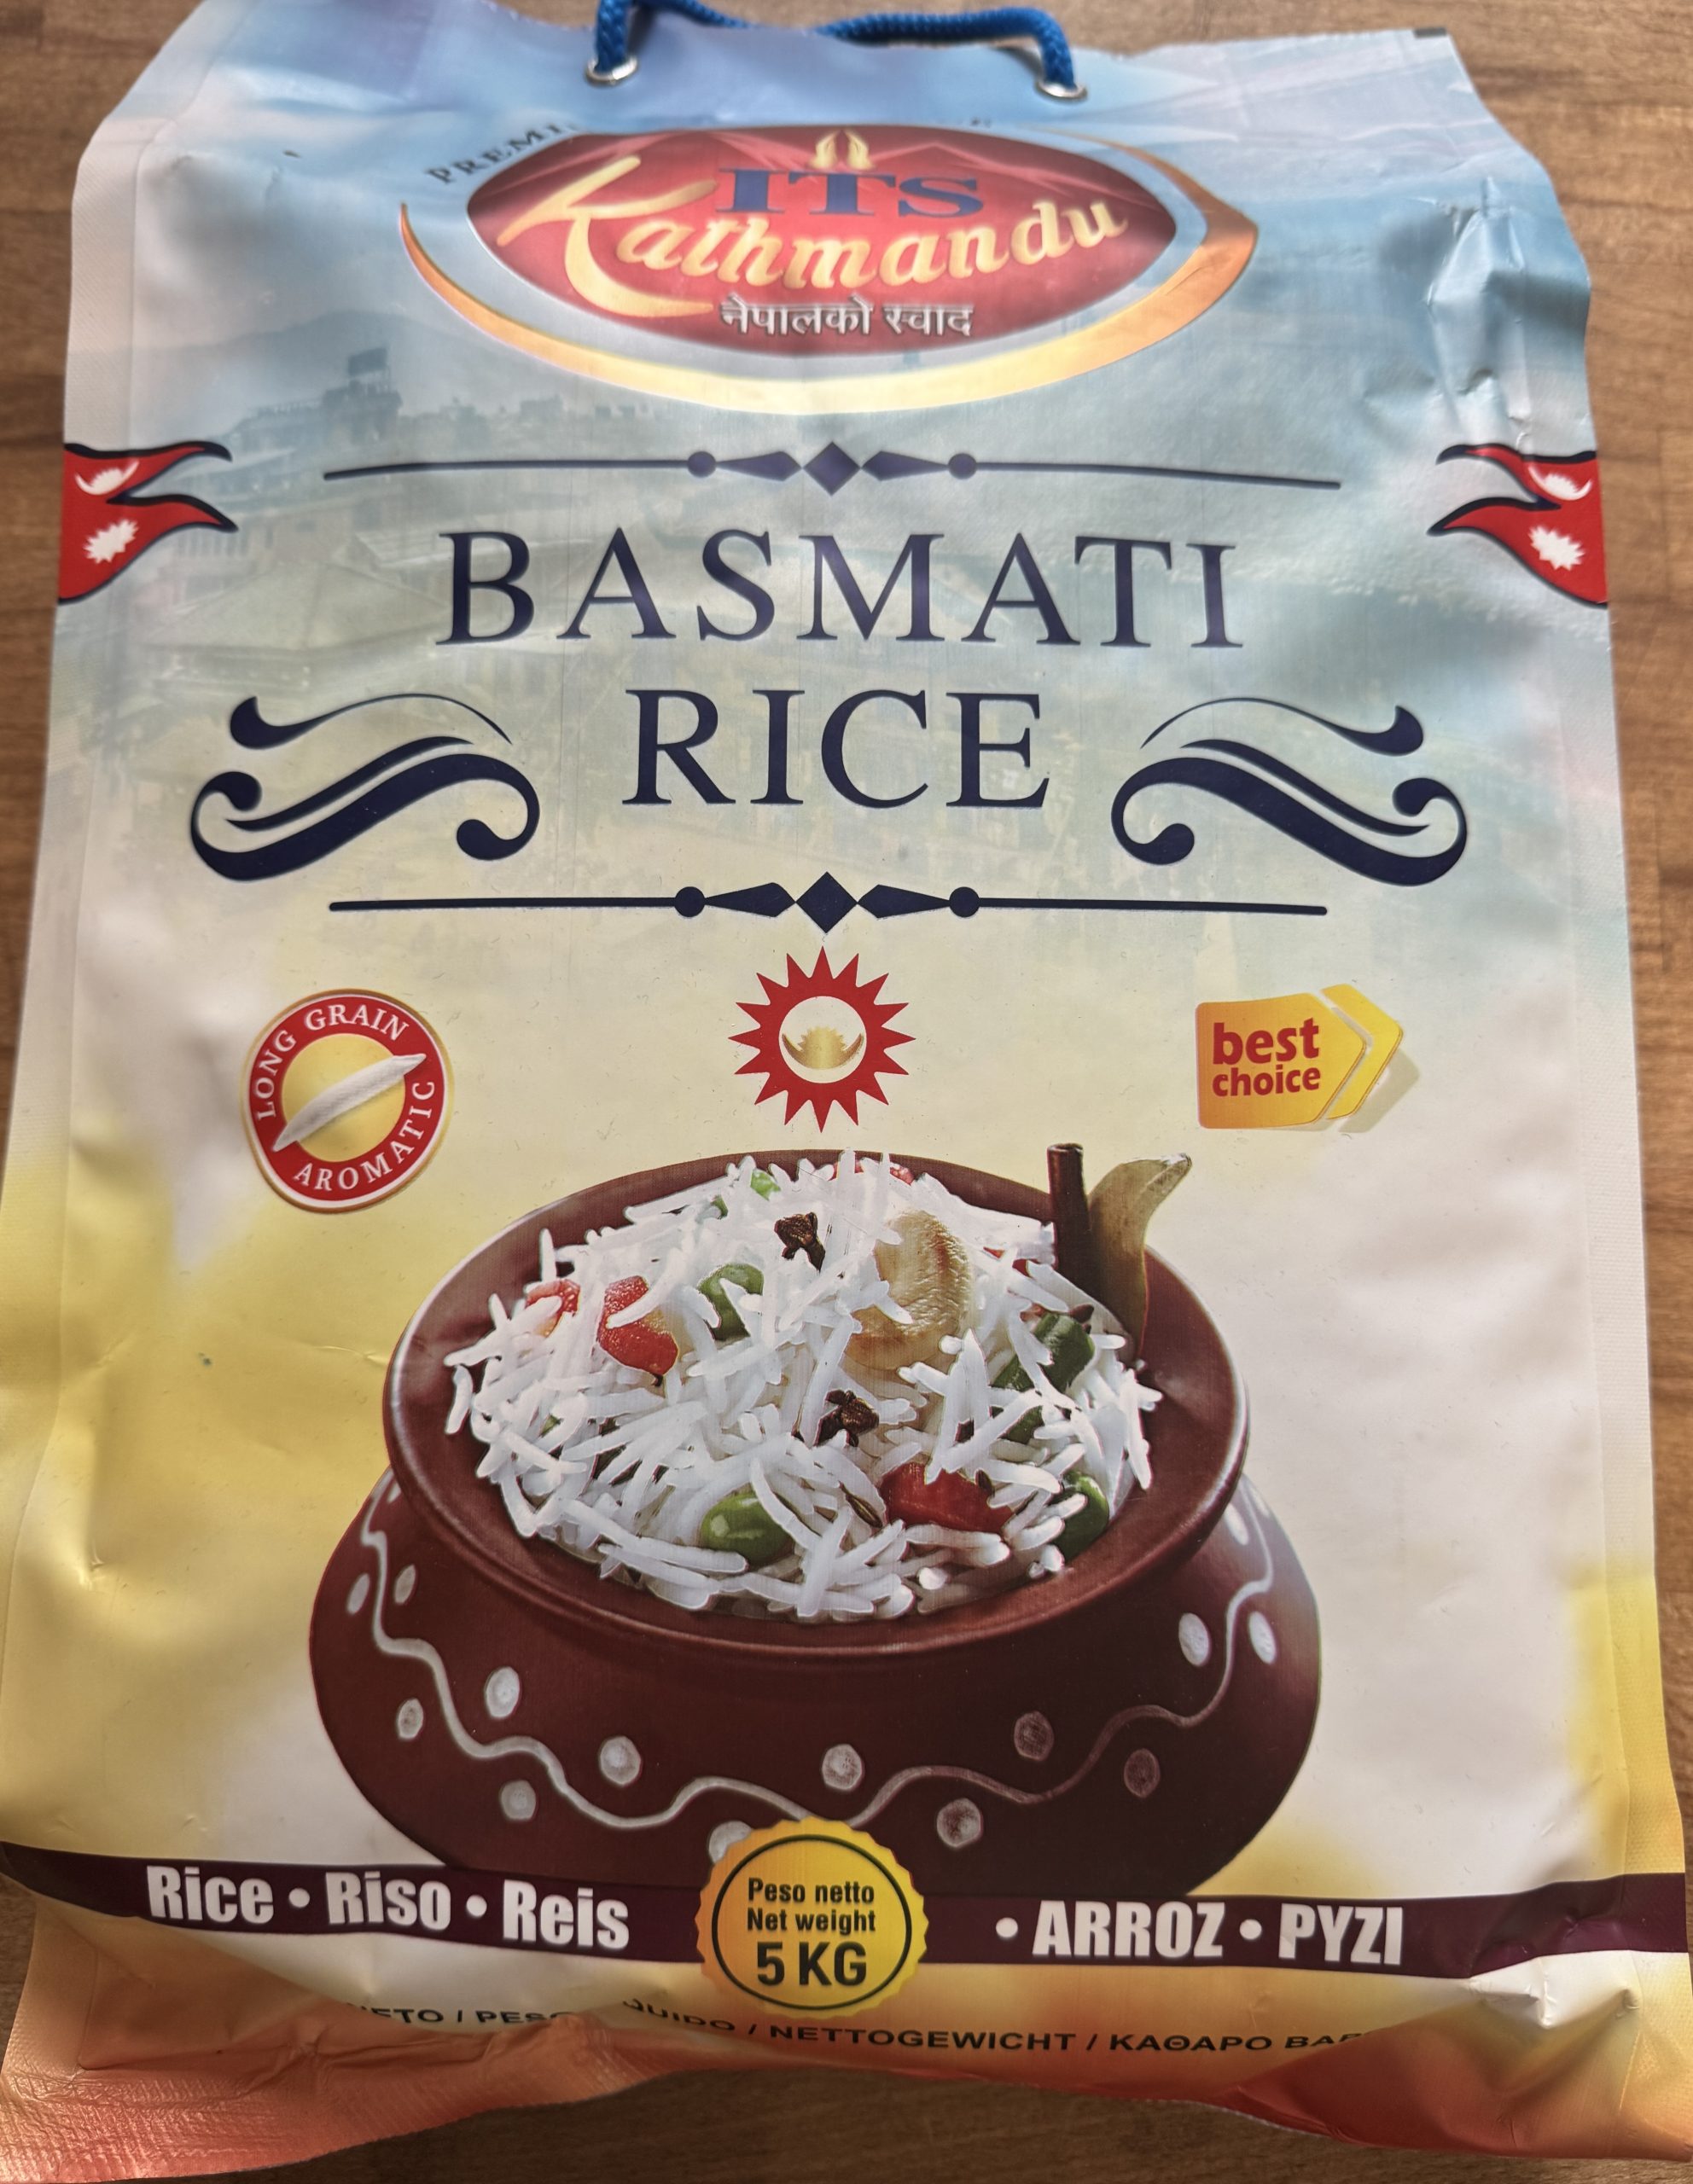 ITS
Kathmandu
नेपालको स्वाद
BASMATI
RICE
LONG GRAIN
AROMATIC
best
choice
Rice • Riso • Reis
Peso netto
Net weight
5 KG
• ARROZ • PYZI
/ NETTOGEWICHT / ΚΑΘΑΡΟ